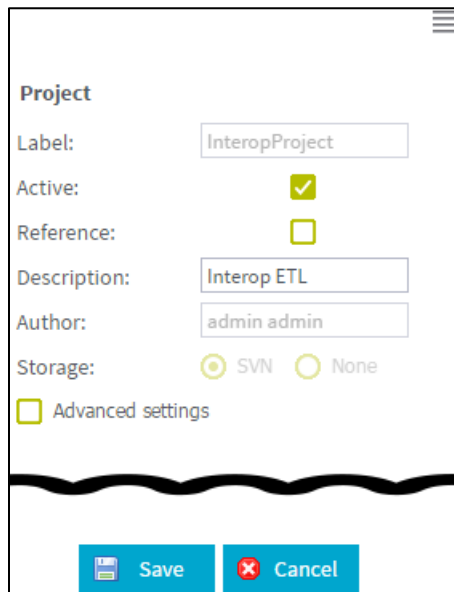 Project
Label: InteropProject
Active:
Reference:
Description: Interop ETL
Author: admin admin
Storage: SVN None
Advanced settings
Save Cancel